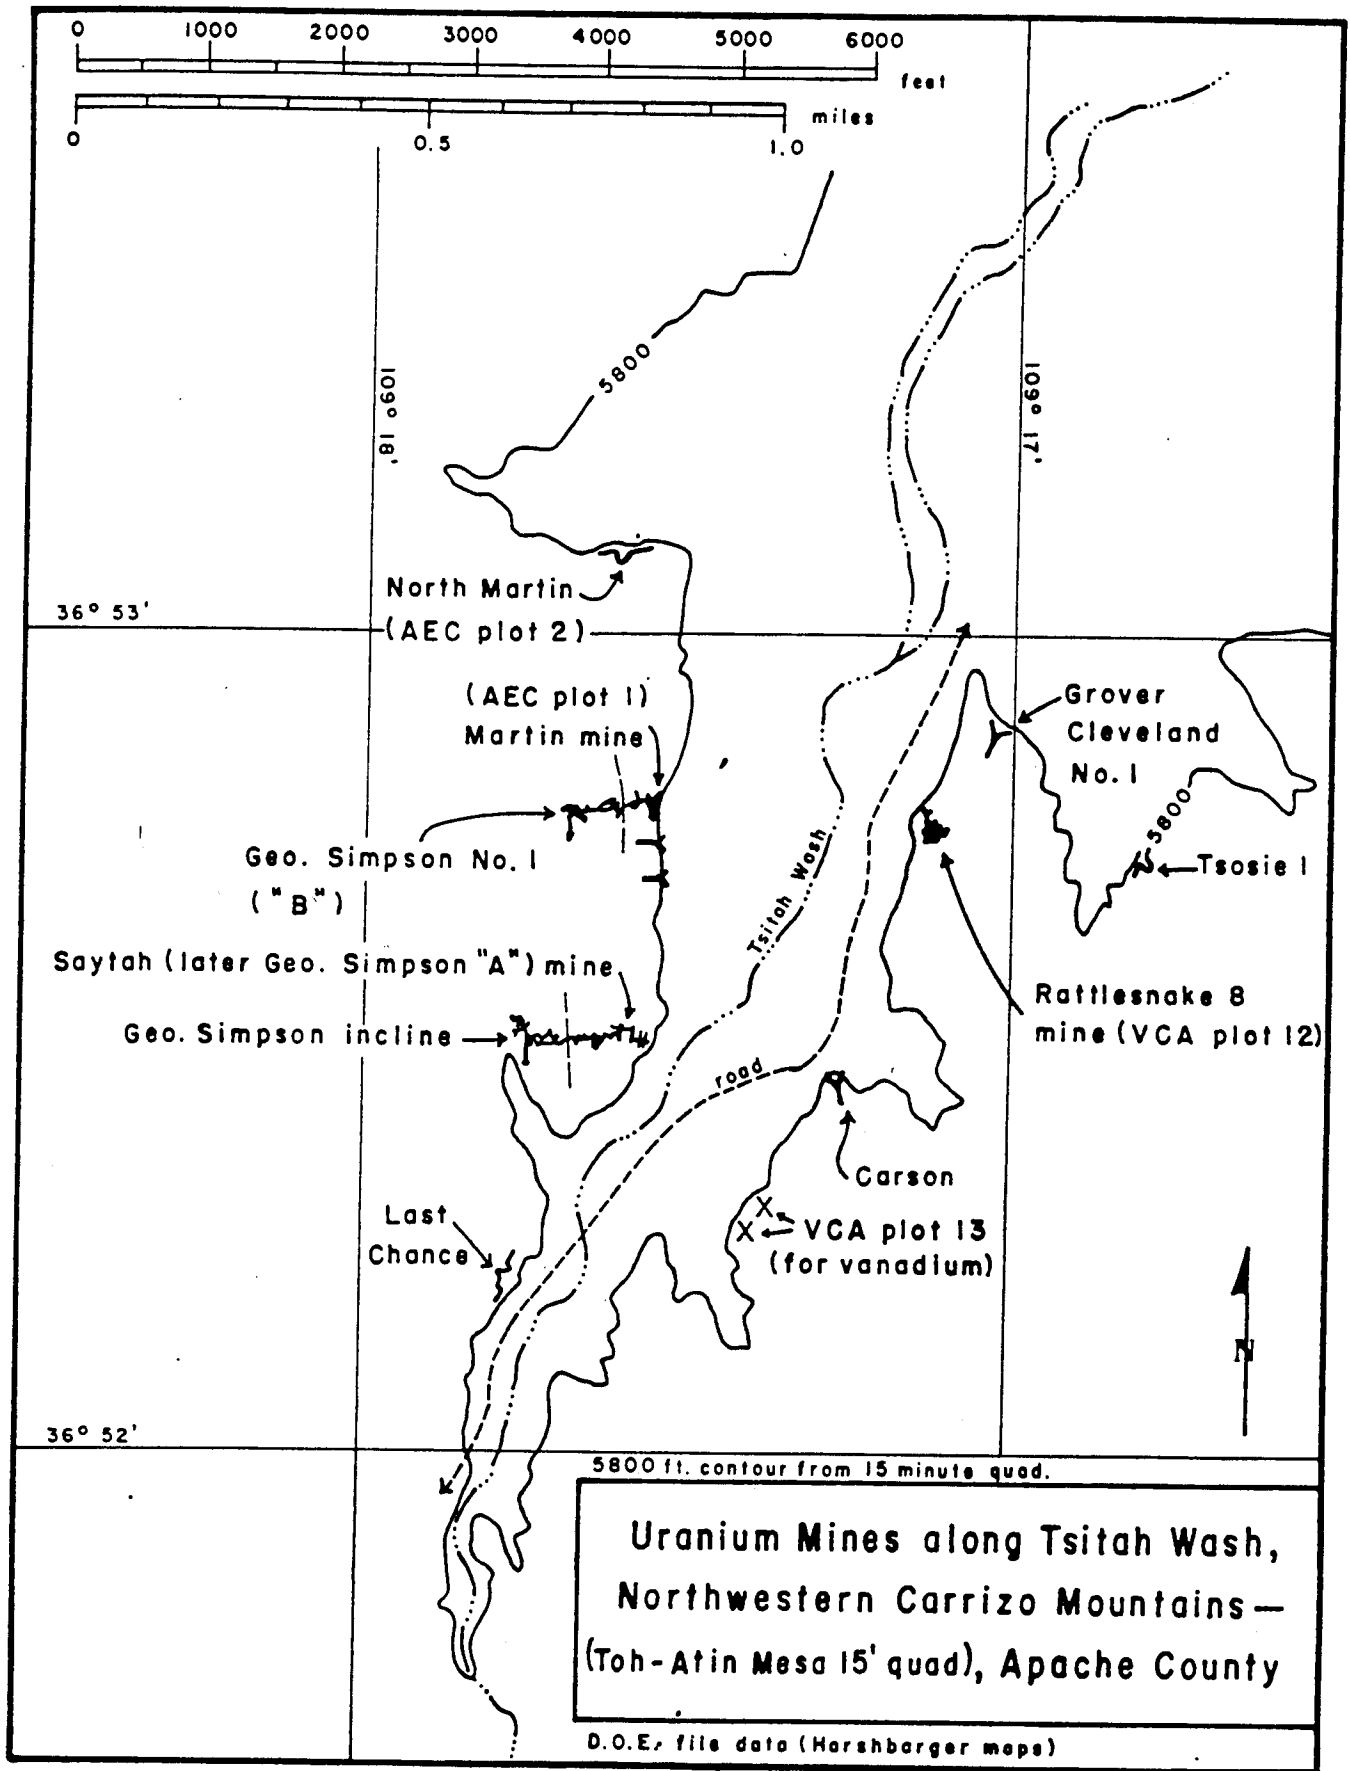 0 1000 2000 3000 4000 5000 6000
feet
miles
0 0.5 1.0
5800
109° 18'
109° 17'
North Martin
36° 53'
(AEC plot 2)
(AEC plot 1)
Martin mine
Grover
Cleveland
No. 1
5800
Geo. Simpson No. 1
("B")
Tsitah Wash
Tsosie 1
Saytah (later Geo. Simpson "A") mine
Geo. Simpson incline
Rattlesnake 8
mine (VCA plot 12)
road
Carson
Last
Chance
X
X
VCA plot 13
(for vanadium)
N
36° 52'
5800 ft. contour from 15 minute quad.
Uranium Mines along Tsitah Wash,
Northwestern Carrizo Mountains—
(Toh-Atin Mesa 15' quad), Apache County
D.O.E. file data (Harshbarger maps)